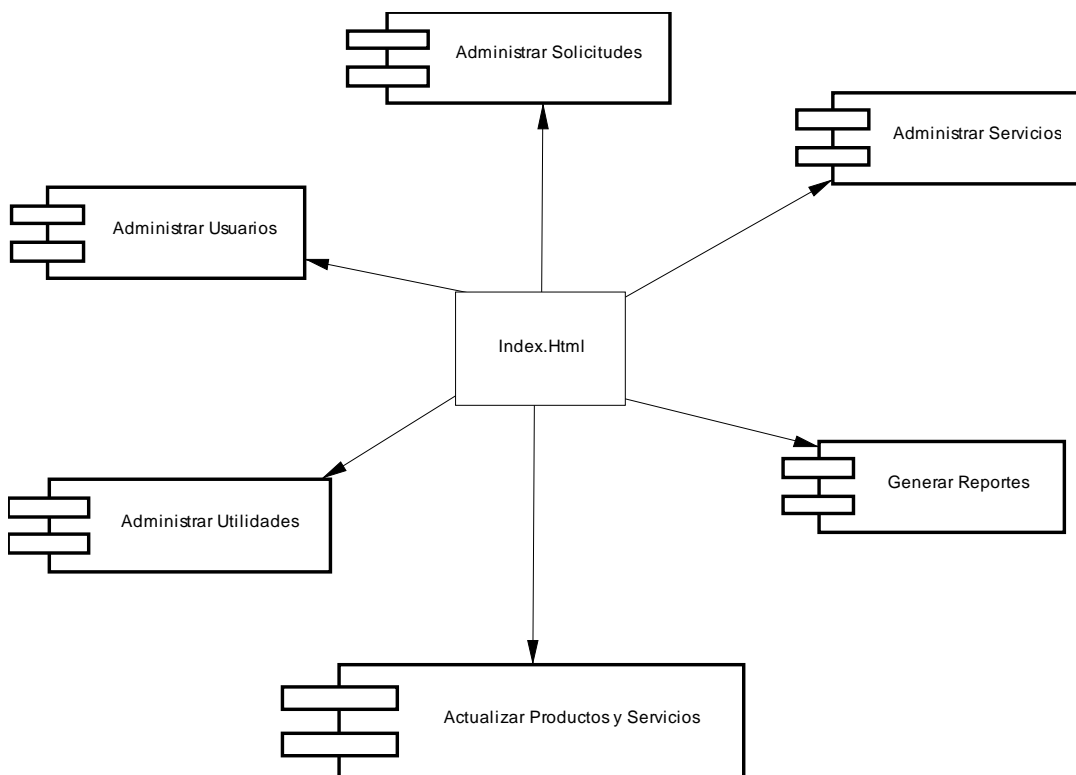 Administrar Solicitudes
Administrar Servicios
Administrar Usuarios
Index.Html
Generar Reportes
Administrar Utilidades
Actualizar Productos y Servicios